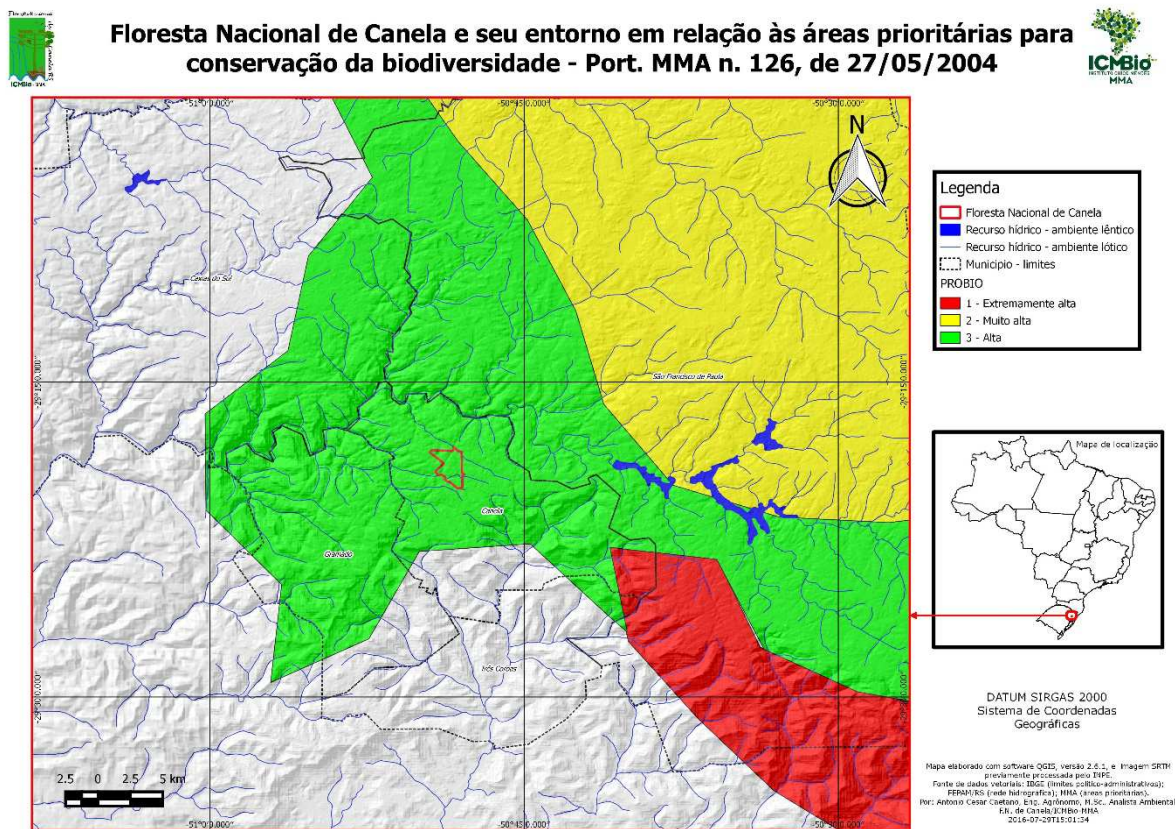 Floresta Nacional de Canela e seu entorno em relação às áreas prioritárias para
conservação da biodiversidade - Port. MMA n. 126, de 27/05/2004
ICMBio
ICMBio
INSTITUTO CHICO MENDES
MMA
N
Caxias do Sul
São Francisco de Paula
Canela
Gramado
Três Coroas
2.5 0 2.5 5 km
Legenda
Floresta Nacional de Canela
Recurso hídrico - ambiente lêntico
Recurso hídrico - ambiente lótico
Município - limites
PROBIO
1 - Extremamente alta
2 - Muito alta
3 - Alta
Mapa de localização
DATUM SIRGAS 2000
Sistema de Coordenadas
Geográficas
Mapa elaborado com software QGIS, versão 2.6.1, e imagem SRTM
previamente processada pelo INPE.
Fonte de dados vetoriais: IBGE (limites político-administrativos);
FEPAM/RS (rede hidrográfica); MMA (áreas prioritárias).
Por: Antonio Cesar Caetano, Eng. Agrônomo, M.Sc., Analista Ambiental
F.N. de Canela/ICMBio-MMA
2016-07-29T15:01:34